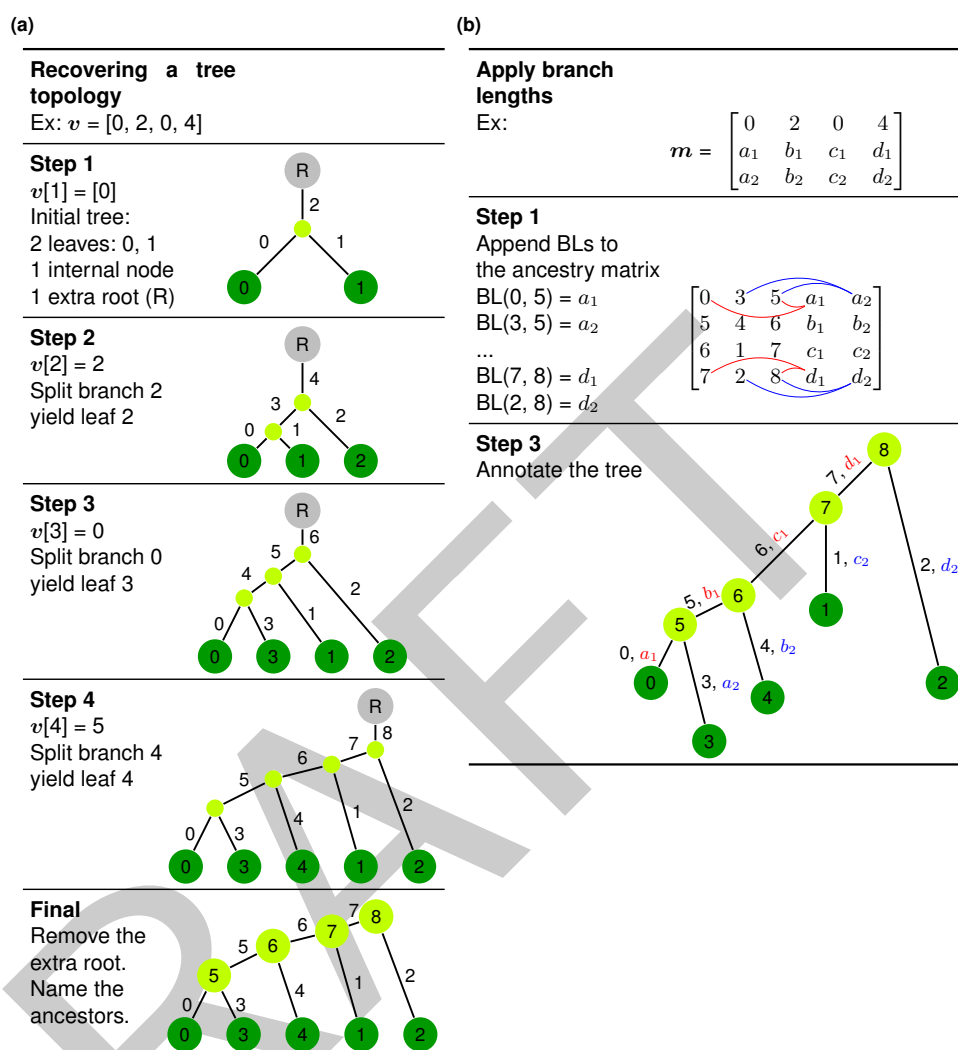 (a)
Recovering a tree
topology
Ex: v = [0, 2, 0, 4]
Step 1
v[1] = [0]
Initial tree:
2 leaves: 0, 1
1 internal node
1 extra root (R)
R
2
0 1
0 1
Step 2
v[2] = 2
Split branch 2
yield leaf 2
R
4
3 2
0 1
0 1 2
Step 3
v[3] = 0
Split branch 0
yield leaf 3
R
6
5
4 2
0 3 1
0 3 1 2
Step 4
v[4] = 5
Split branch 4
yield leaf 4
R
8
7
6
5
0 3 4 1 2
0 3 4 1 2
Final
Remove the
extra root.
Name the
ancestors.
7 8
6 7
5 6
5
0 3 4 1 2
0 3 4 1 2
(b)
Apply branch
lengths
Ex:
m =
0 2 0 4
a₁ b₁ c₁ d₁
a₂ b₂ c₂ d₂
Step 1
Append BLs to
the ancestry matrix
BL(0, 5) = a₁
BL(3, 5) = a₂
...
BL(7, 8) = d₁
BL(2, 8) = d₂
0 3 5 a₁ a₂
5 4 6 b₁ b₂
6 1 7 c₁ c₂
7 2 8 d₁ d₂
Step 3
Annotate the tree
8
7, d₁
7
6, c₁
1, c₂
2, d₂
5, b₁
6
1
5
4, b₂
0, a₁
3, a₂
0
4
2
3
DRAFT